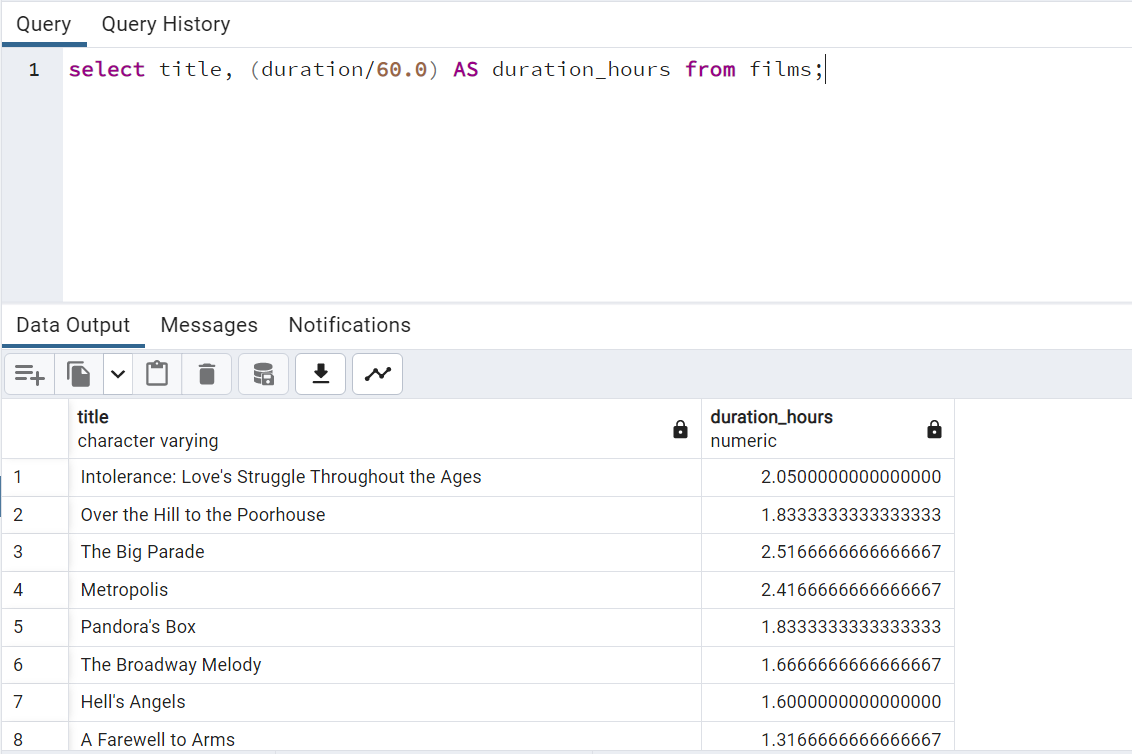 Query Query History
1 select title, (duration/60.0) AS duration_hours from films;
Data Output Messages Notifications
title duration_hours
character varying numeric
1 Intolerance: Love's Struggle Throughout the Ages 2.0500000000000000
2 Over the Hill to the Poorhouse 1.8333333333333333
3 The Big Parade 2.5166666666666667
4 Metropolis 2.4166666666666667
5 Pandora's Box 1.8333333333333333
6 The Broadway Melody 1.6666666666666667
7 Hell's Angels 1.6000000000000000
8 A Farewell to Arms 1.3166666666666667